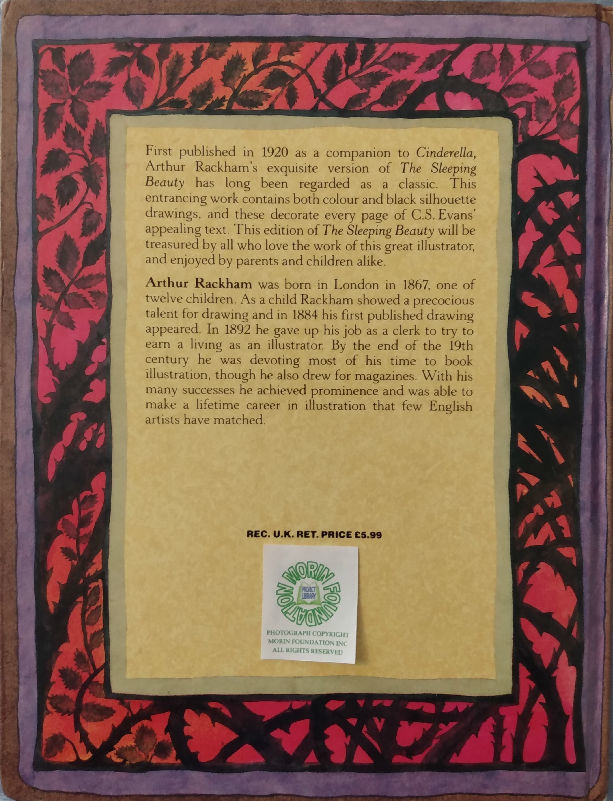 First published in 1920 as a companion to Cinderella,
Arthur Rackham's exquisite version of The Sleeping
Beauty has long been regarded as a classic. This
entrancing work contains both colour and black silhouette
drawings, and these decorate every page of C.S. Evans'
appealing text. This edition of The Sleeping Beauty will be
treasured by all who love the work of this great illustrator,
and enjoyed by parents and children alike.
Arthur Rackham was born in London in 1867, one of
twelve children. As a child Rackham showed a precocious
talent for drawing and in 1884 his first published drawing
appeared. In 1892 he gave up his job as a clerk to try to
earn a living as an illustrator. By the end of the 19th
century he was devoting most of his time to book
illustration, though he also drew for magazines. With his
many successes he achieved prominence and was able to
make a lifetime career in illustration that few English
artists have matched.
REC. U.K. RET. PRICE £5.99
MORIN FOUNDATION
PROJECT
LIBRARY
PHOTOGRAPH COPYRIGHT
MORIN FOUNDATION INC
ALL RIGHTS RESERVED